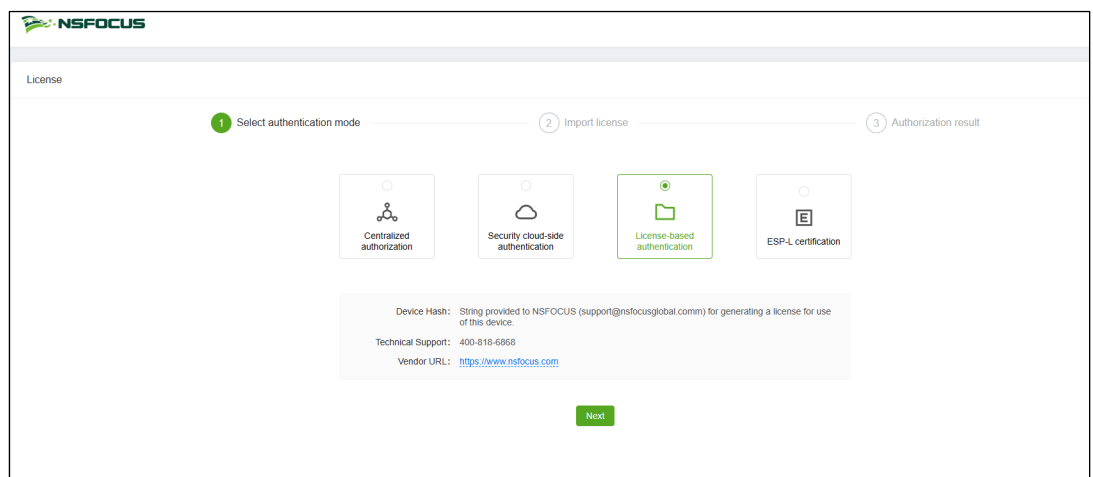 NSFOCUS
License
1 Select authentication mode
2 Import license
3 Authorization result
Centralized
authorization
Security cloud-side
authentication
License-based
authentication
E
ESP-L certification
Device Hash: String provided to NSFOCUS (support@nsfocusglobal.comm) for generating a license for use
of this device.
Technical Support: 400-818-6868
Vendor URL: https://www.nsfocus.com
Next